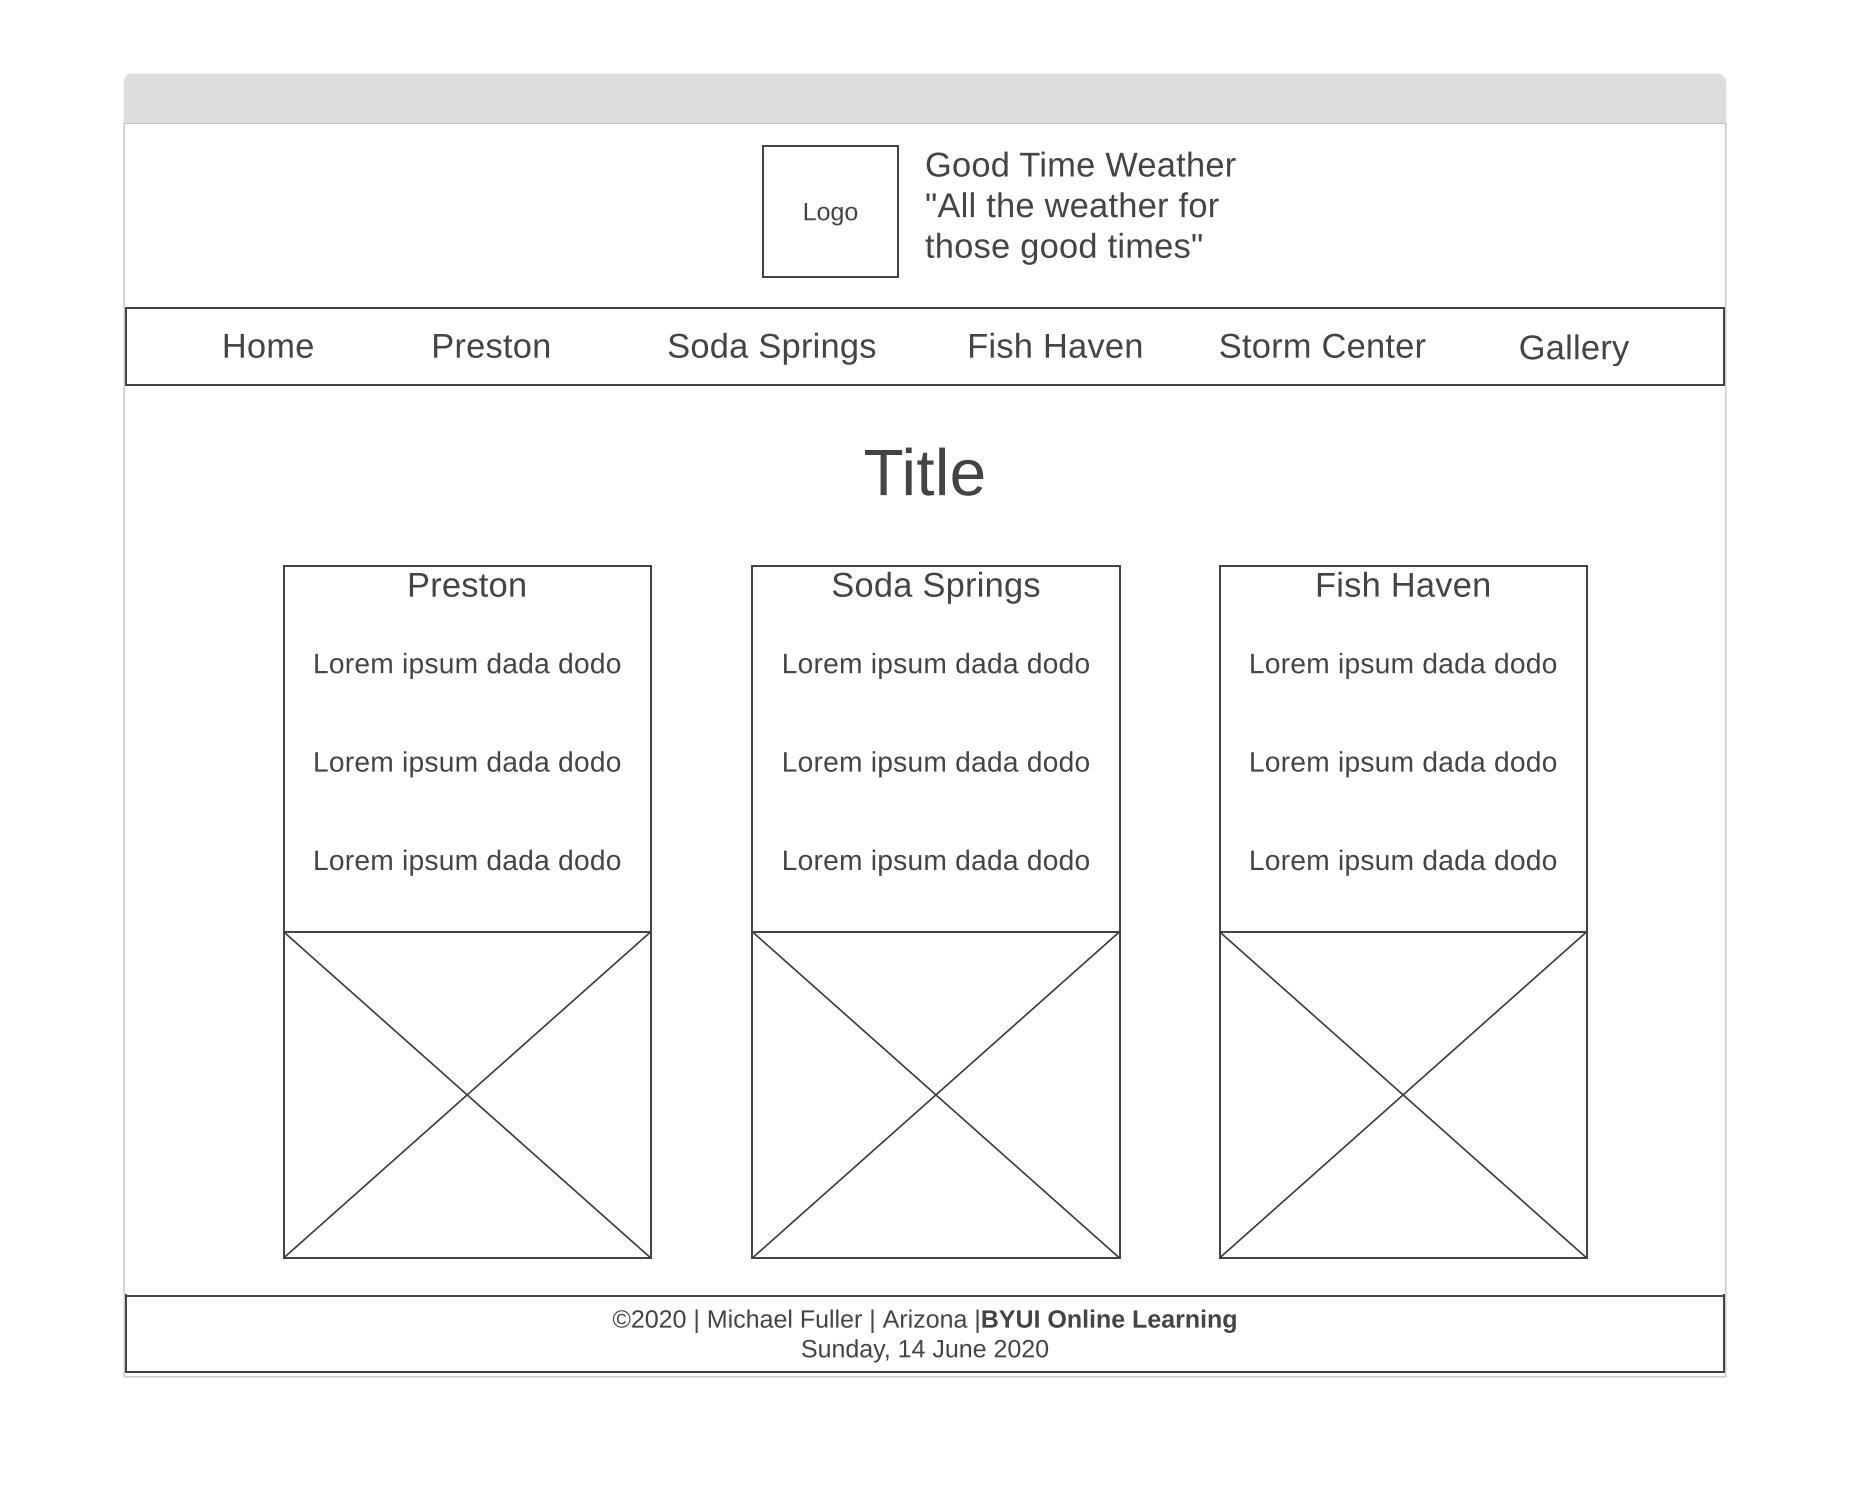 Logo
Good Time Weather
"All the weather for
those good times"
Home
Preston
Soda Springs
Fish Haven
Storm Center
Gallery
Title
Preston
Lorem ipsum dada dodo
Lorem ipsum dada dodo
Lorem ipsum dada dodo
Soda Springs
Lorem ipsum dada dodo
Lorem ipsum dada dodo
Lorem ipsum dada dodo
Fish Haven
Lorem ipsum dada dodo
Lorem ipsum dada dodo
Lorem ipsum dada dodo
©2020 | Michael Fuller | Arizona |BYUI Online Learning
Sunday, 14 June 2020